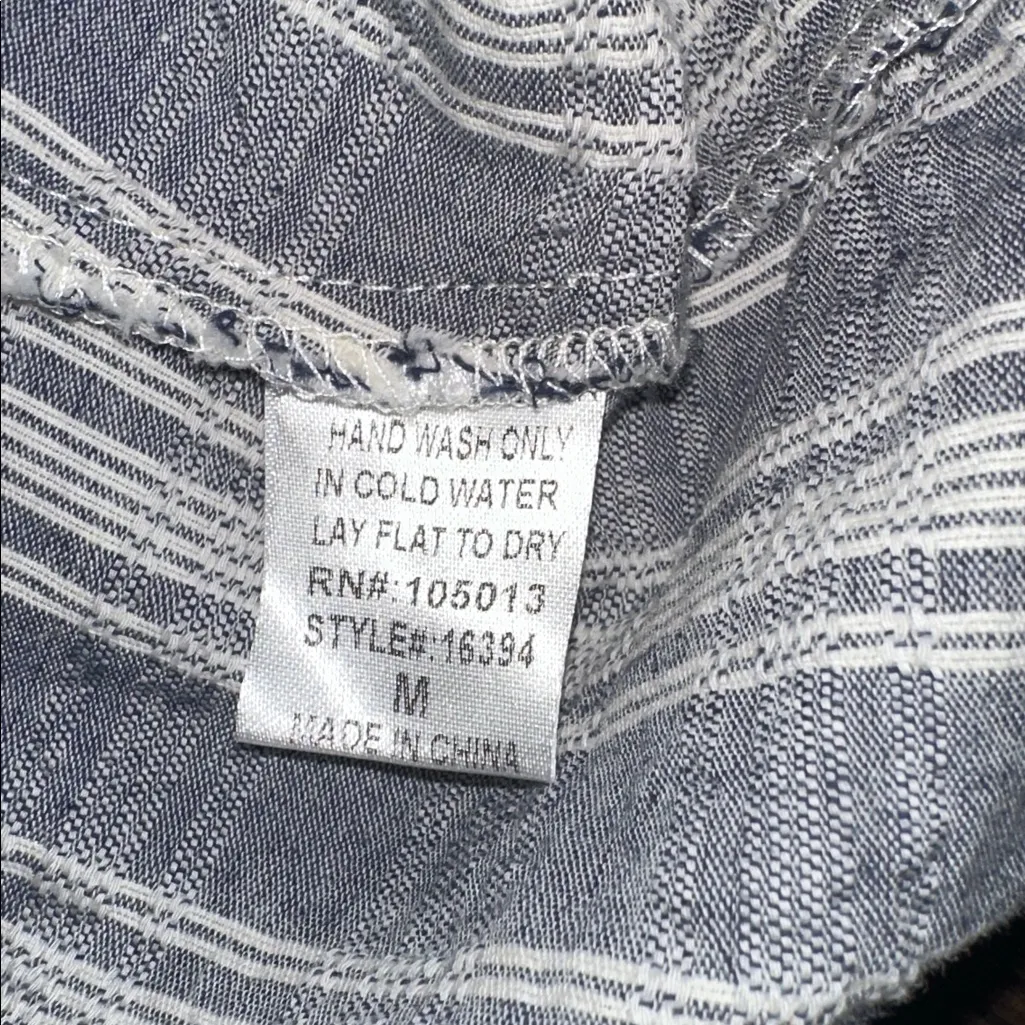 HAND WASH ONLY
IN COLD WATER
LAY FLAT TO DRY
RN#:105013
STYLE#:16394
M
MADE IN CHINA